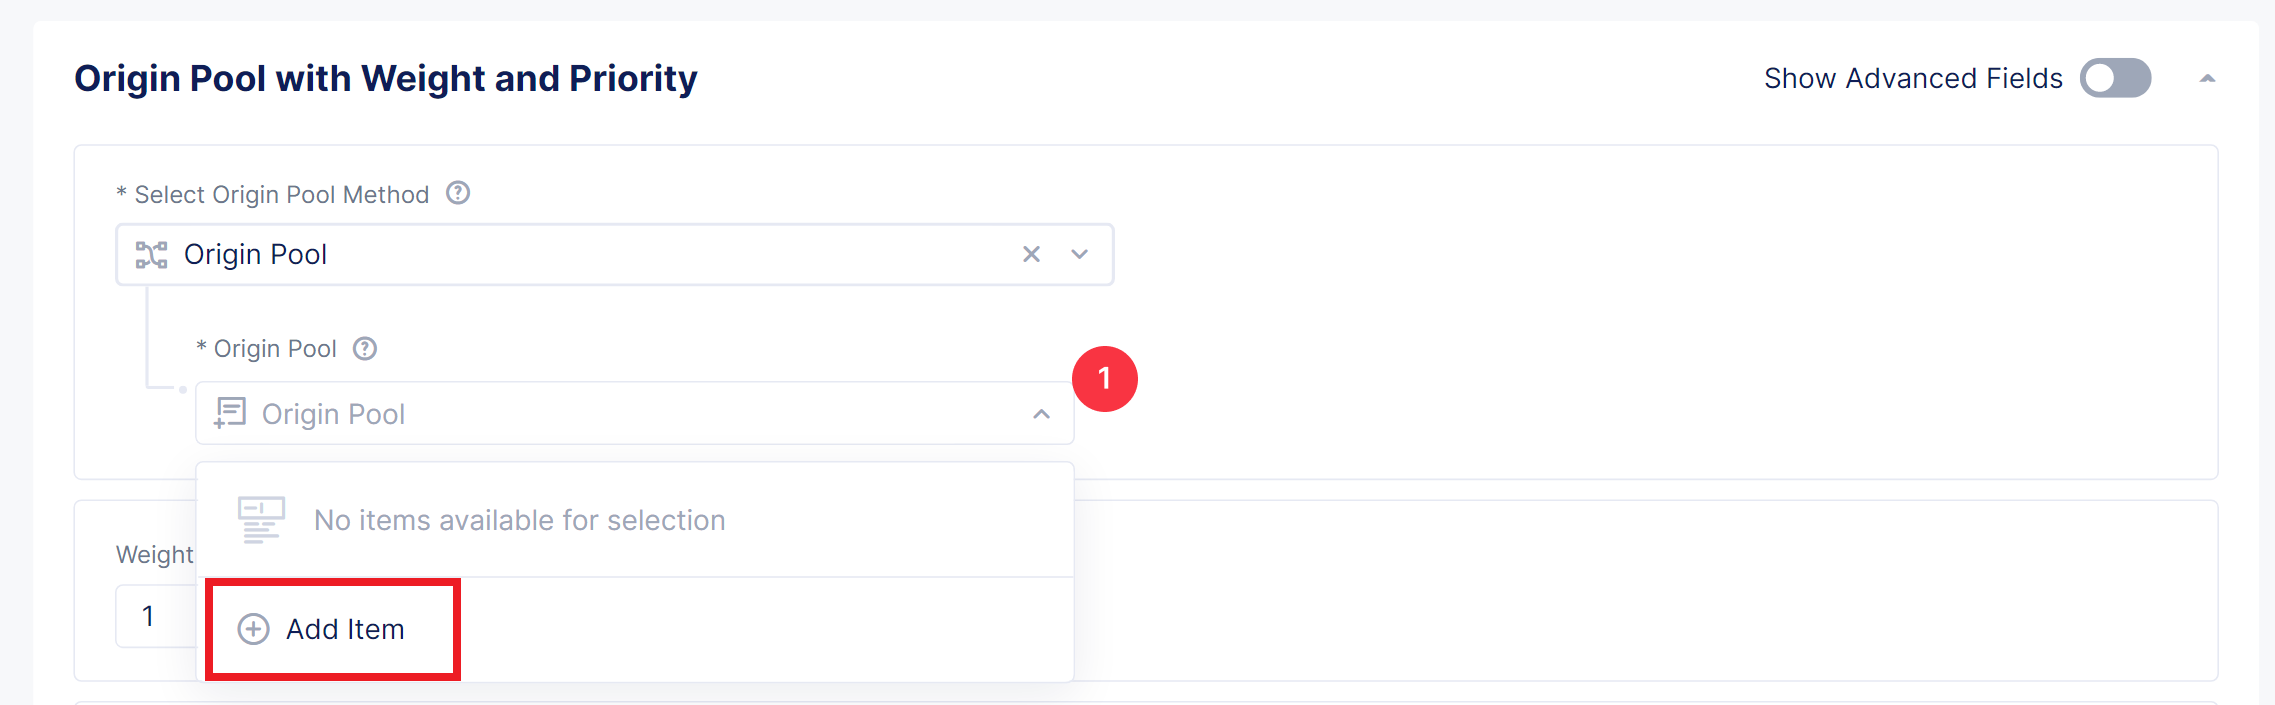 Origin Pool with Weight and Priority
Show Advanced Fields
* Select Origin Pool Method ?
Origin Pool
* Origin Pool ?
1
Origin Pool
No items available for selection
Weight
1
Add Item